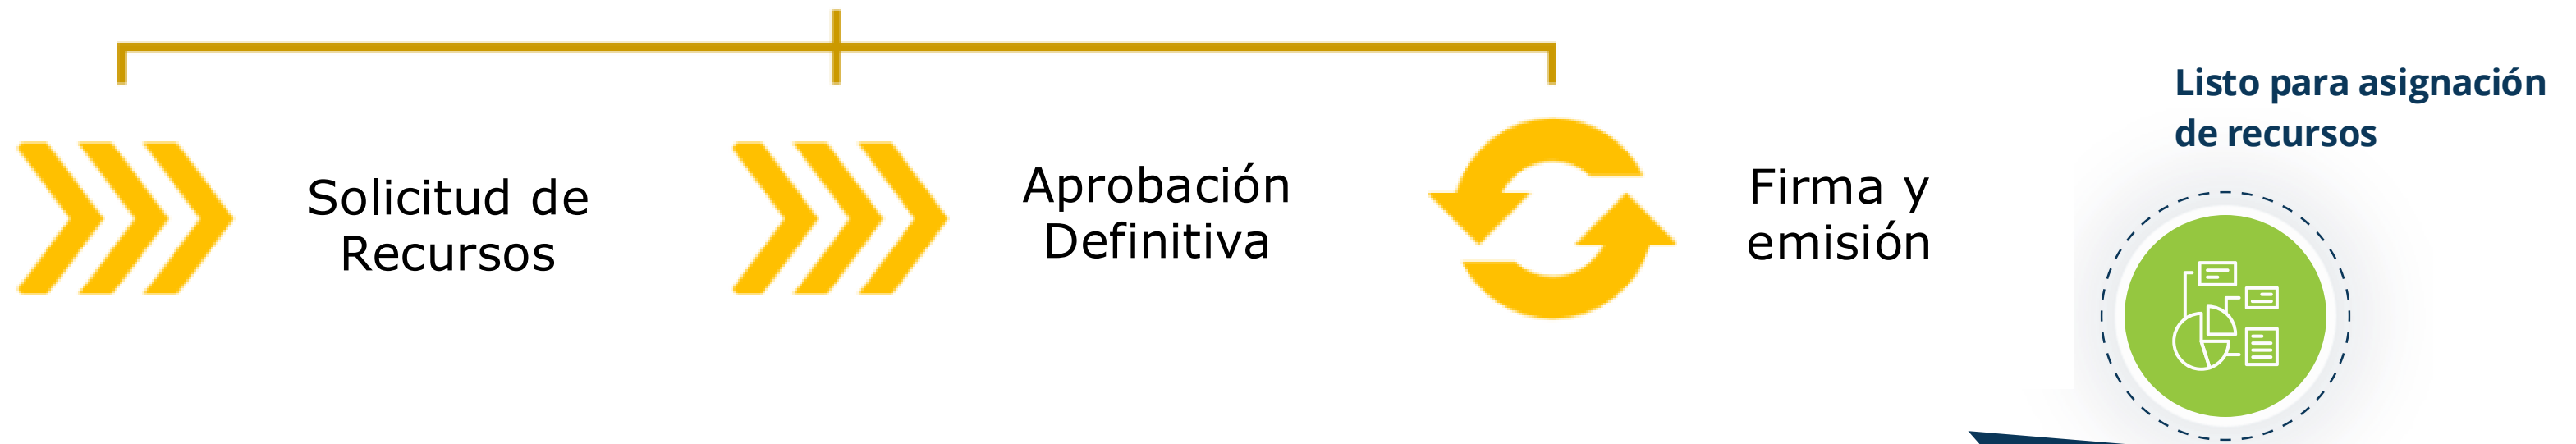 Solicitud de
Recursos
Aprobación
Definitiva
Firma y
emisión
Listo para asignación
de recursos